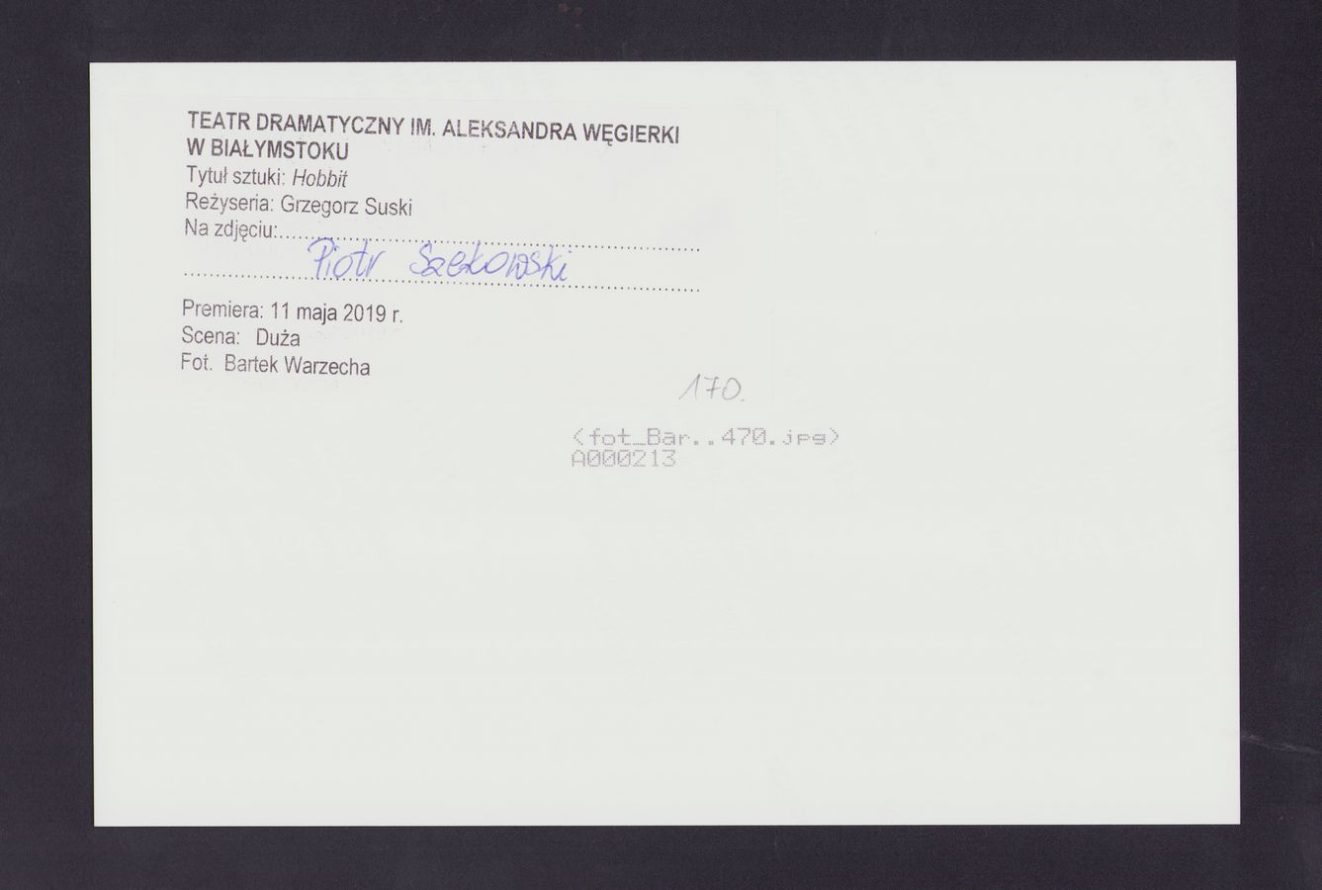 TEATR DRAMATYCZNY IM. ALEKSANDRA WĘGIERKI
W BIAŁYMSTOKU
Tytuł sztuki: Hobbit
Reżyseria: Grzegorz Suski
Na zdjęciu:
Piotr Szekowski
Premiera: 11 maja 2019 r.
Scena: Duża
Fot. Bartek Warzecha
170.
<fot_Bar..470.jpg>
A000213